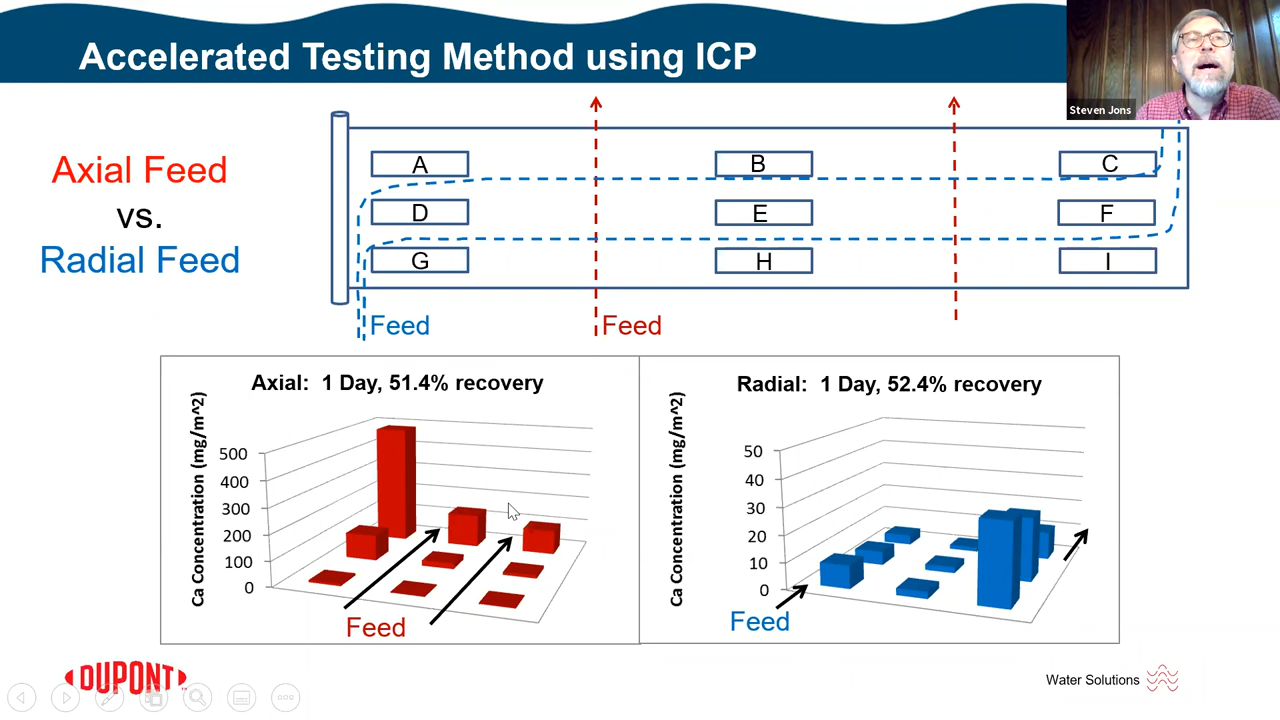 Accelerated Testing Method using ICP
Steven Jons
Axial Feed
vs.
Radial Feed
A
B
C
D
E
F
G
H
I
Feed
Feed
Axial: 1 Day, 51.4% recovery
Ca Concentration (mg/m^2)
500
400
300
200
100
0
Feed
Radial: 1 Day, 52.4% recovery
Ca Concentration (mg/m^2)
50
40
30
20
10
0
Feed
DUPONT
Water Solutions